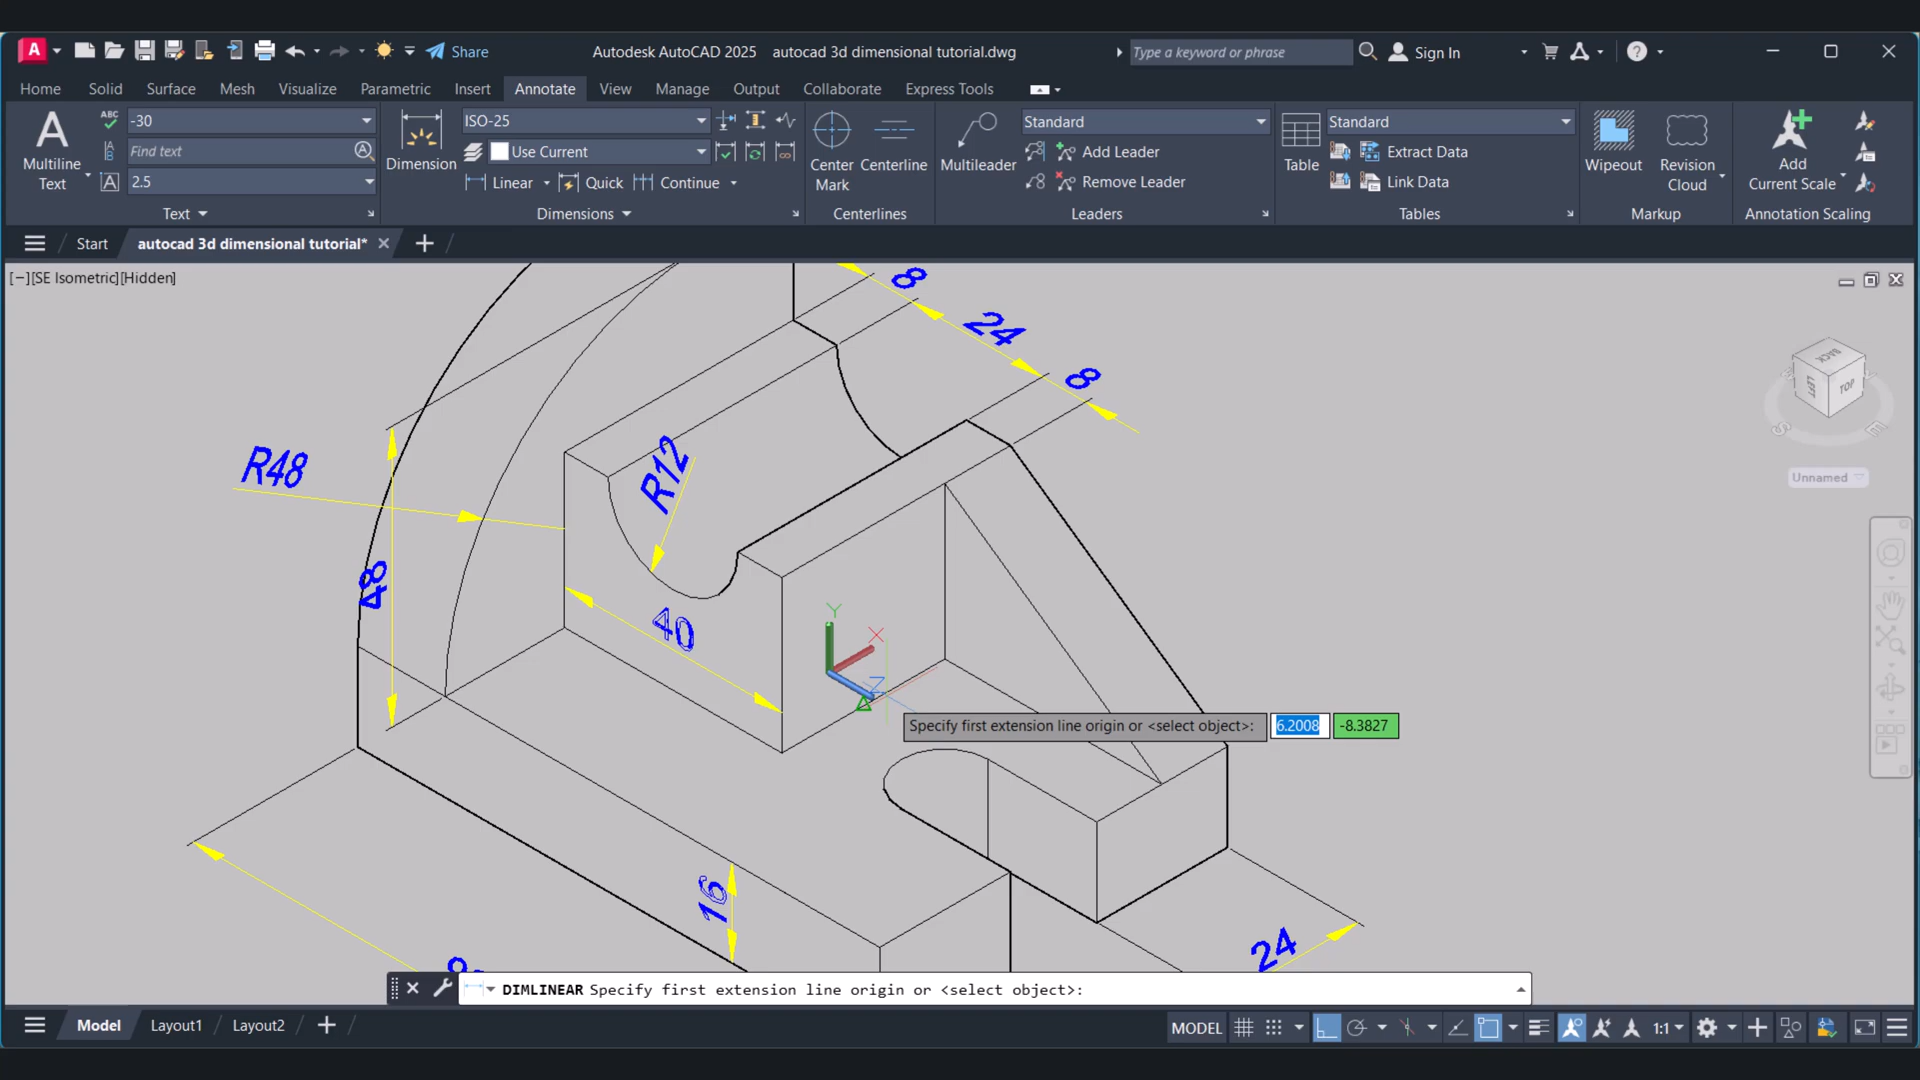 A Share Autodesk AutoCAD 2025 autocad 3d dimensional tutorial.dwg Type a keyword or phrase Sign In ?
Home Solid Surface Mesh Visualize Parametric Insert Annotate View Manage Output Collaborate Express Tools
Multiline Text
ABC -30
Find text
2.5
Text
Dimension
ISO-25
Use Current
Linear Quick Continue
Dimensions
Center Mark
Centerline
Centerlines
Multileader
Standard
Add Leader
Remove Leader
Leaders
Table
Standard
Extract Data
Link Data
Tables
Wipeout
Revision Cloud
Markup
Add Current Scale
Annotation Scaling
Start autocad 3d dimensional tutorial*
[−][SE Isometric][Hidden]
8
24
8
BACK
LEFT
TOP
S
E
Unnamed
R48
R12
48
40
Y
X
Z
Specify first extension line origin or <select object>: 6.2008 -8.3827
16
24
DIMLINEAR Specify first extension line origin or <select object>:
Model Layout1 Layout2
MODEL 1:1